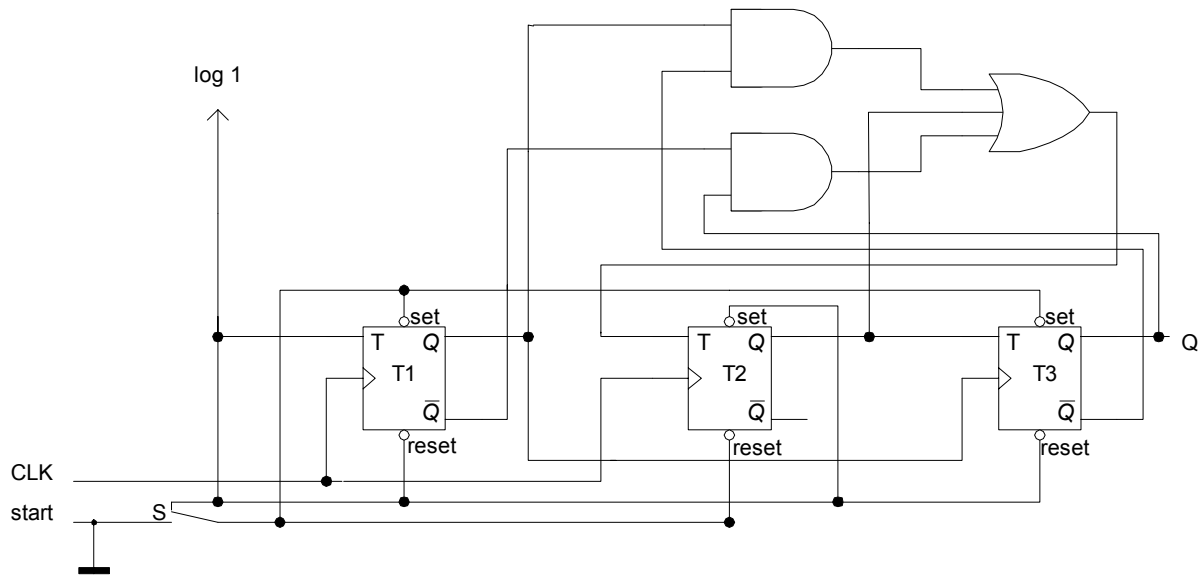 log 1
set
set
set
T Q
T Q
T Q
Q
T1
T2
T3
Q̅
Q̅
Q̅
reset
reset
reset
CLK
start
S